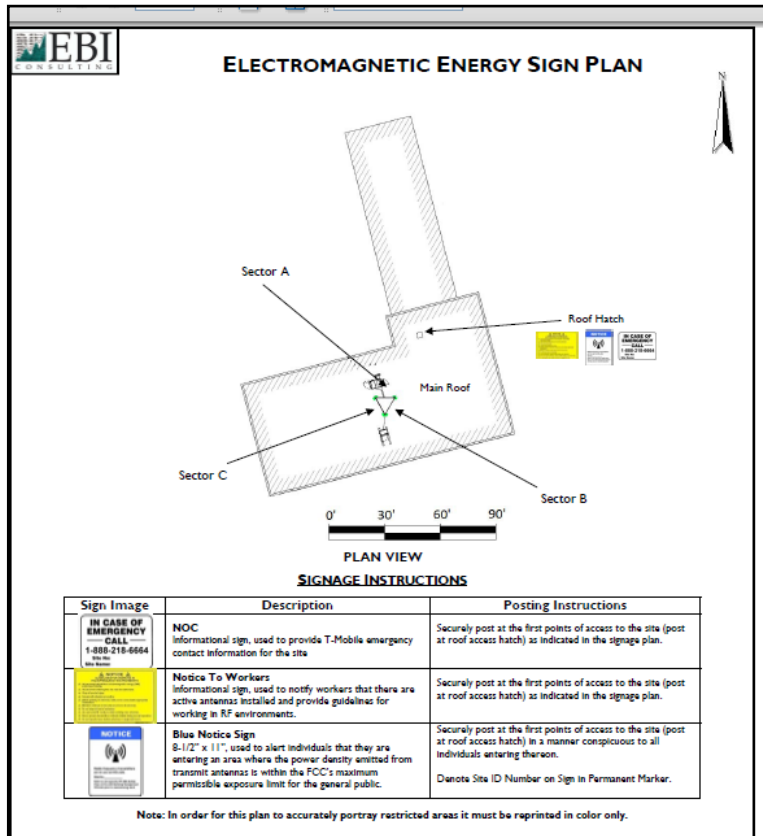 EBI
CONSULTING
ELECTROMAGNETIC ENERGY SIGN PLAN
N
Sector A
Roof Hatch
NOTICE
IN CASE OF
EMERGENCY
CALL
1-888-218-6664
Main Roof
Sector C
Sector B
0' 30' 60' 90'
PLAN VIEW
SIGNAGE INSTRUCTIONS
Sign Image Description Posting Instructions
IN CASE OF
EMERGENCY
CALL
1-888-218-6664
Site No:
Site Name:
NOC
Informational sign, used to provide T-Mobile emergency
contact information for the site
Securely post at the first points of access to the site (post
at roof access hatch) as indicated in the signage plan.
NOTICE
Notice To Workers
Informational sign, used to notify workers that there are
active antennas installed and provide guidelines for
working in RF environments.
Securely post at the first points of access to the site (post
at roof access hatch) as indicated in the signage plan.
NOTICE
Blue Notice Sign
8-1/2" x 11", used to alert individuals that they are
entering an area where the power density emitted from
transmit antennas is within the FCC's maximum
permissible exposure limit for the general public.
Securely post at the first points of access to the site (post
at roof access hatch) in a manner conspicuous to all
individuals entering thereon.
Denote Site ID Number on Sign in Permanent Marker.
Note: In order for this plan to accurately portray restricted areas it must be reprinted in color only.